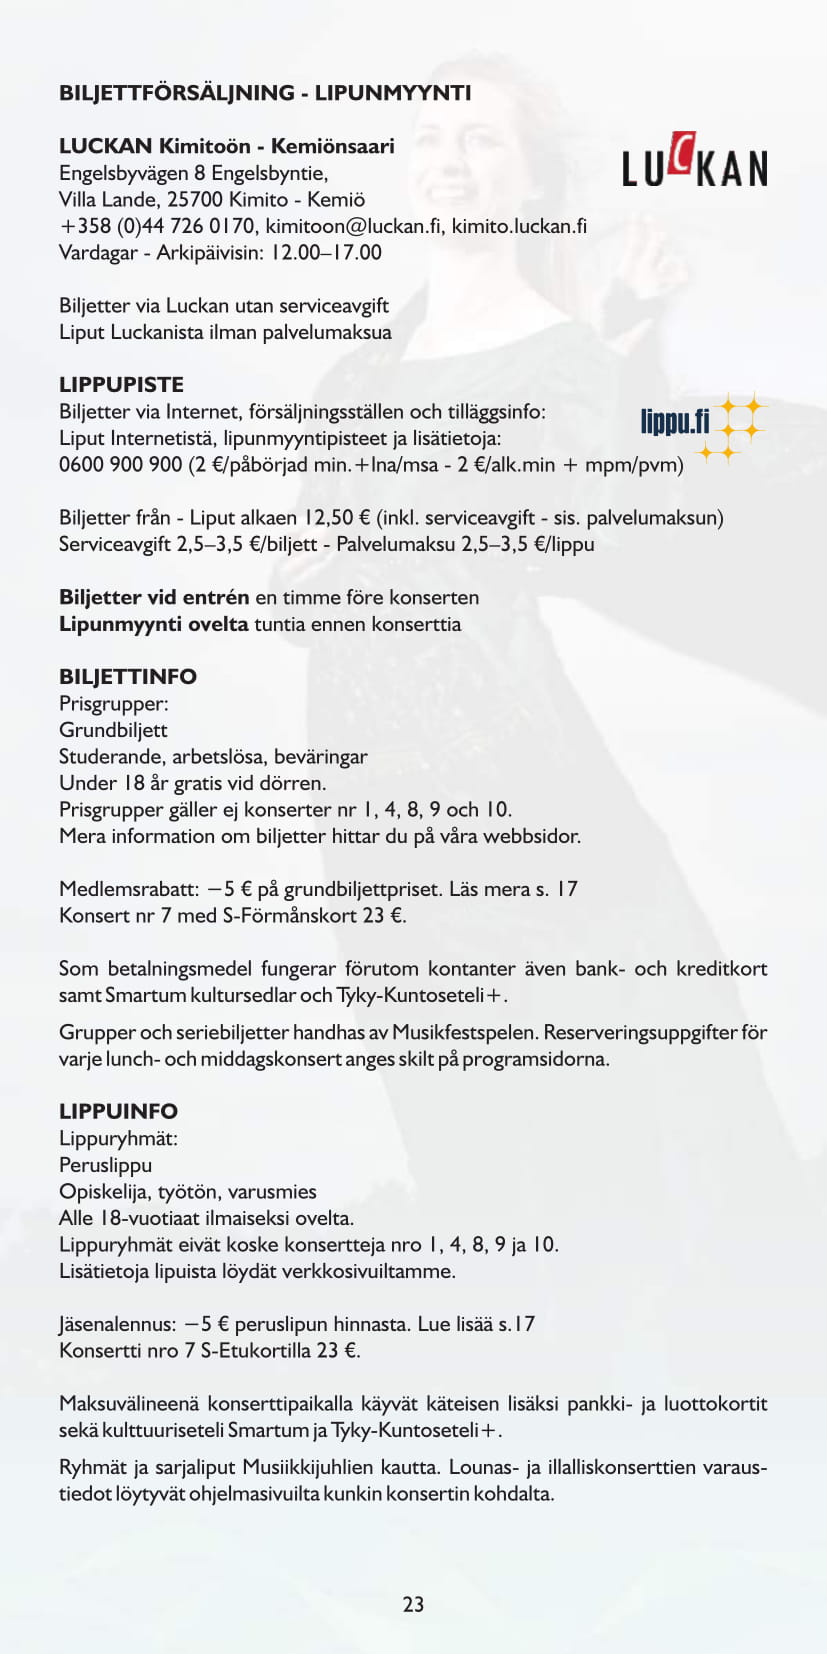 BILJETTFÖRSÄLJNING - LIPUNMYYNTI
LUCKAN Kimitoön - Kemiönsaari
Engelsbyvägen 8 Engelsbyntie,
Villa Lande, 25700 Kimito - Kemiö
+358 (0)44 726 0170, kimitoon@luckan.fi, kimito.luckan.fi
Vardagar - Arkipäivisin: 12.00–17.00
LUCKAN
Biljetter via Luckan utan serviceavgift
Liput Luckanista ilman palvelumaksua
LIPPUPISTE
Biljetter via Internet, försäljningsställen och tilläggsinfo:
Liput Internetistä, lipunmyyntipisteet ja lisätietoja:
0600 900 900 (2 €/påbörjad min.+lna/msa - 2 €/alk.min + mpm/pvm)
lippu.fi
Biljetter från - Liput alkaen 12,50 € (inkl. serviceavgift - sis. palvelumaksun)
Serviceavgift 2,5–3,5 €/biljett - Palvelumaksu 2,5–3,5 €/lippu
Biljetter vid entrén en timme före konserten
Lipunmyynti ovelta tuntia ennen konserttia
BILJETTINFO
Prisgrupper:
Grundbiljett
Studerande, arbetslösa, beväringar
Under 18 år gratis vid dörren.
Prisgrupper gäller ej konserter nr 1, 4, 8, 9 och 10.
Mera information om biljetter hittar du på våra webbsidor.
Medlemsrabatt: −5 € på grundbiljettpriset. Läs mera s. 17
Konsert nr 7 med S-Förmånskort 23 €.
Som betalningsmedel fungerar förutom kontanter även bank- och kreditkort
samt Smartum kultursedlar och Tyky-Kuntoseteli+.
Grupper och seriebiljetter handhas av Musikfestspelen. Reserveringsuppgifter för
varje lunch- och middagskonsert anges skilt på programsidorna.
LIPPUINFO
Lippuryhmät:
Peruslippu
Opiskelija, työtön, varusmies
Alle 18-vuotiaat ilmaiseksi ovelta.
Lippuryhmät eivät koske konsertteja nro 1, 4, 8, 9 ja 10.
Lisätietoja lipuista löydät verkkosivuiltamme.
Jäsenalennus: −5 € peruslipun hinnasta. Lue lisää s.17
Konsertti nro 7 S-Etukortilla 23 €.
Maksuvälineenä konserttipaikalla käyvät käteisen lisäksi pankki- ja luottokortit
sekä kulttuuriseteli Smartum ja Tyky-Kuntoseteli+.
Ryhmät ja sarjaliput Musiikkijuhlien kautta. Lounas- ja illalliskonserttien varaus-
tiedot löytyvät ohjelmasivuilta kunkin konsertin kohdalta.
23